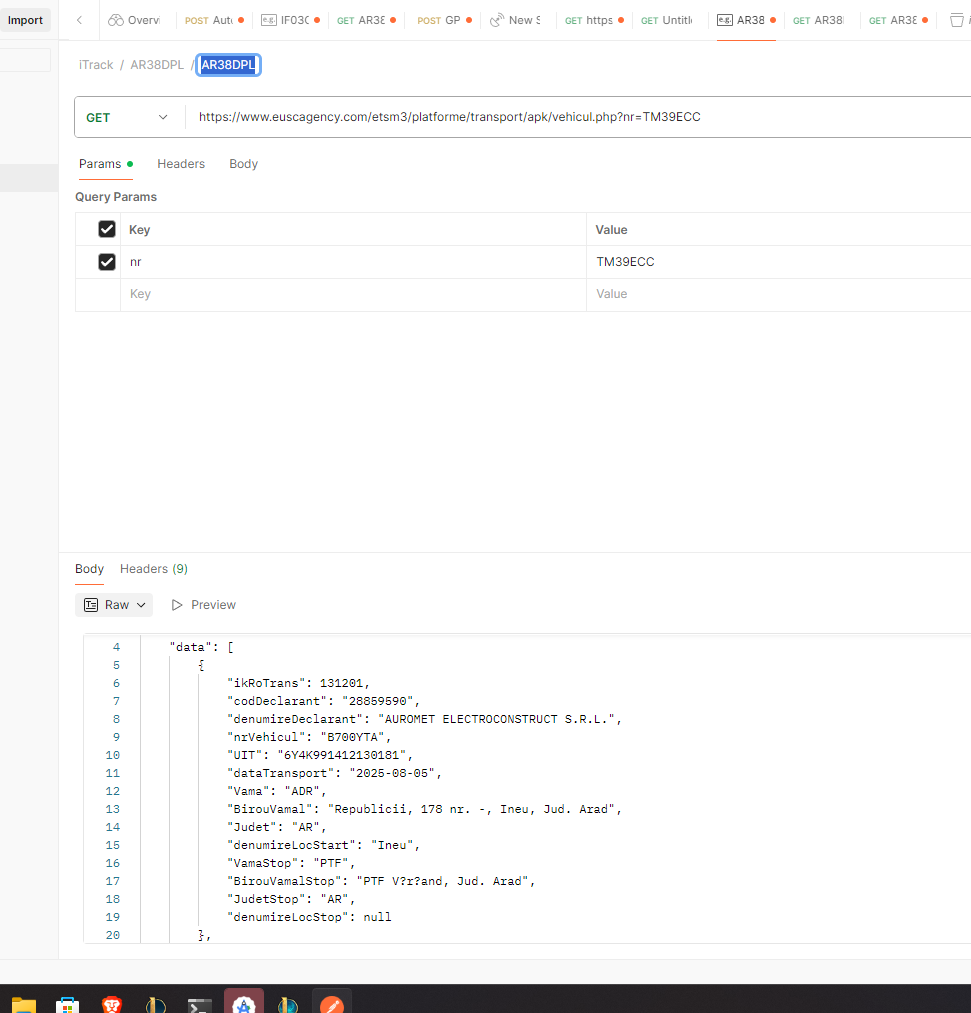 Import
Overvi
POST Aut
e.g. IF03C
GET AR38
POST GP
New S
GET https
GET Untitl
e.g. AR38
GET AR38
GET AR38
iTrack / AR38DPL / AR38DPL
GET https://www.euscagency.com/etsm3/platforme/transport/apk/vehicul.php?nr=TM39ECC
Params Headers Body
Query Params
Key Value
nr TM39ECC
Key Value
Body Headers (9)
Raw Preview
4 "data": [
5 {
6 "ikRoTrans": 131201,
7 "codDeclarant": "28859590",
8 "denumireDeclarant": "AUROMET ELECTROCONSTRUCT S.R.L.",
9 "nrVehicul": "B700YTA",
10 "UIT": "6Y4K991412130181",
11 "dataTransport": "2025-08-05",
12 "Vama": "ADR",
13 "BirouVamal": "Republicii, 178 nr. -, Ineu, Jud. Arad",
14 "Judet": "AR",
15 "denumireLocStart": "Ineu",
16 "VamaStop": "PTF",
17 "BirouVamalStop": "PTF V?r?and, Jud. Arad",
18 "JudetStop": "AR",
19 "denumireLocStop": null
20 },